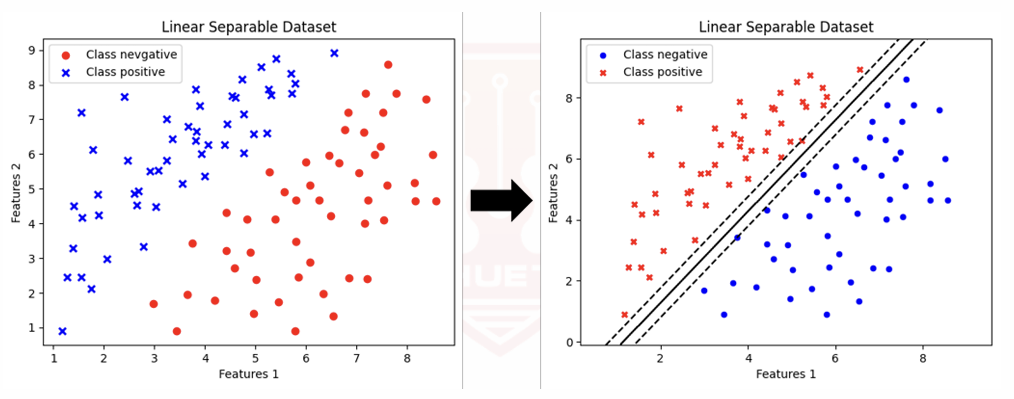 Linear Separable Dataset
Class nevgative
Class positive
9
8
7
6
5
4
3
2
1
Features 2
1 2 3 4 5 6 7 8
Features 1
Linear Separable Dataset
Class negative
Class positive
8
6
4
2
0
Features 2
2 4 6 8
Features 1